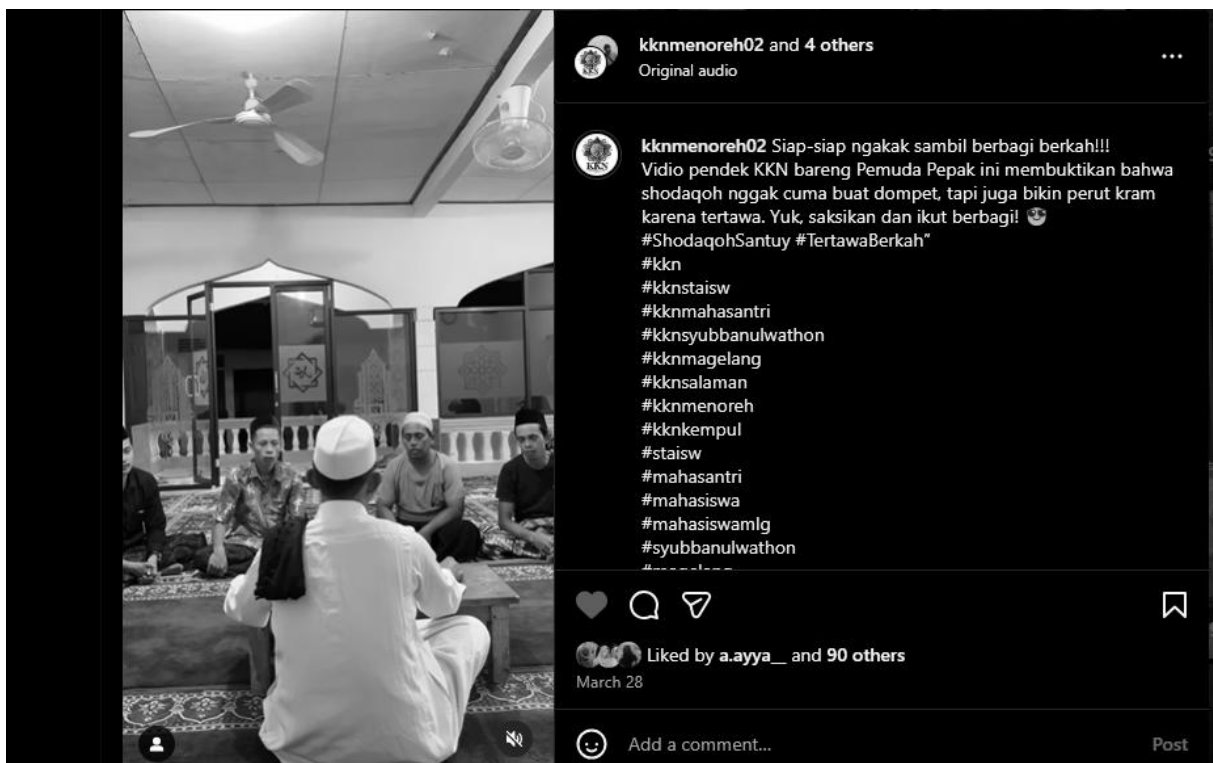 kknmenoreh02 and 4 others
Original audio
KKN
kknmenoreh02 Siap-siap ngakak sambil berbagi berkah!!!
Vidio pendek KKN bareng Pemuda Pepak ini membuktikan bahwa
shodaqoh nggak cuma buat dompet, tapi juga bikin perut kram
karena tertawa. Yuk, saksikan dan ikut berbagi! 😎
#ShodaqohSantuy #TertawaBerkah"
#kkn
#kknstaisw
#kknmahasantri
#kknsyubbanulwathon
#kknmagelang
#kknsalaman
#kknmenoreh
#kknkempul
#staisw
#mahasantri
#mahasiswa
#mahasiswamlg
#syubbanulwathon
Liked by a.ayya__ and 90 others
March 28
Add a comment...
Post